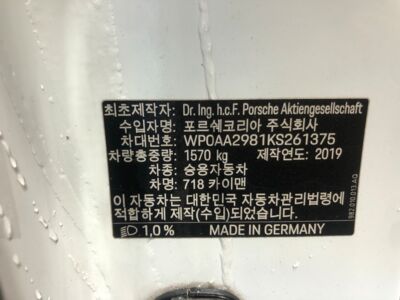 최초제작자: Dr. Ing. h.c.F. Porsche Aktiengesellschaft
수입자명: 포르쉐코리아 주식회사
차대번호: WP0AA2981KS261375
차량총중량: 1570 kg 제작연도: 2019
차종: 승용자동차
차명: 718 카이맨
이 자동차는 대한민국 자동차관리법령에
적합하게 제작(수입)되었습니다.
1,0% MADE IN GERMANY
982.010.013.AQ